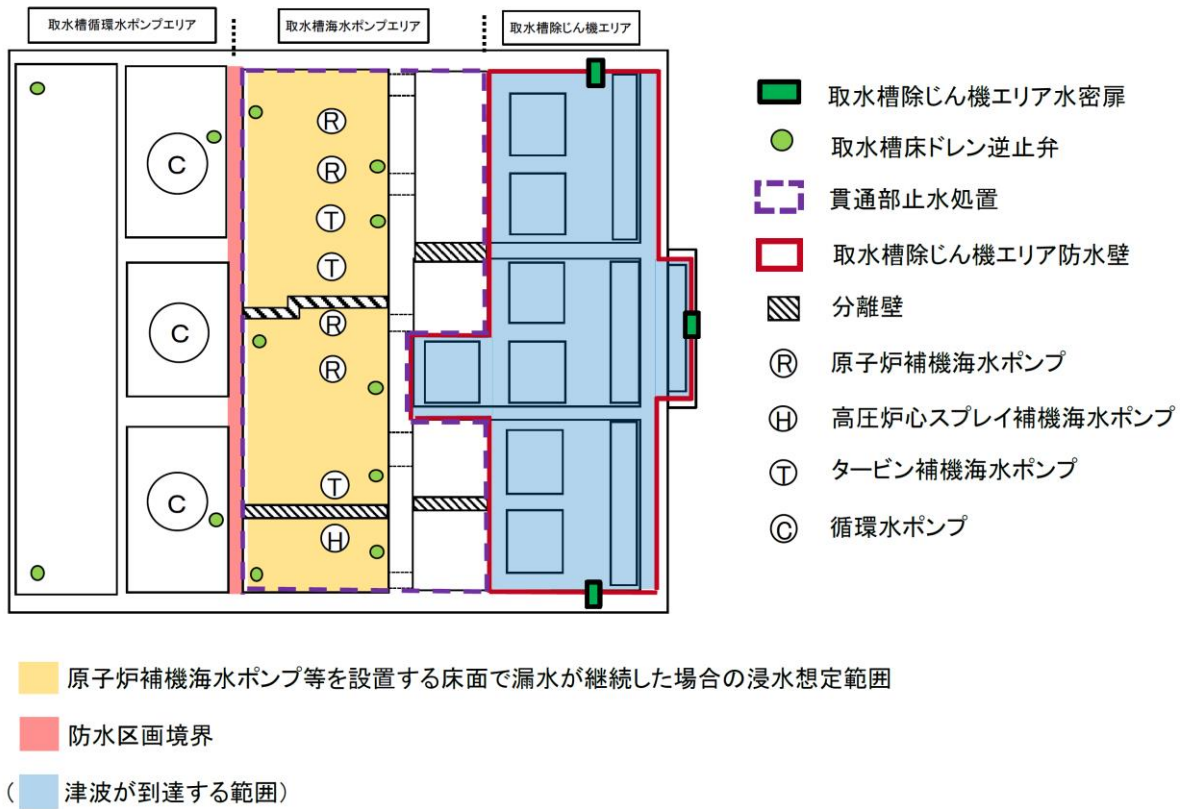 取水槽循環水ポンプエリア
取水槽海水ポンプエリア
取水槽除じん機エリア
C
C
C
R
R
T
T
R
R
T
H
取水槽除じん機エリア水密扉
取水槽床ドレン逆止弁
貫通部止水処置
取水槽除じん機エリア防水壁
分離壁
R 原子炉補機海水ポンプ
H 高圧炉心スプレイ補機海水ポンプ
T タービン補機海水ポンプ
C 循環水ポンプ
原子炉補機海水ポンプ等を設置する床面で漏水が継続した場合の浸水想定範囲
防水区画境界
( 津波が到達する範囲)